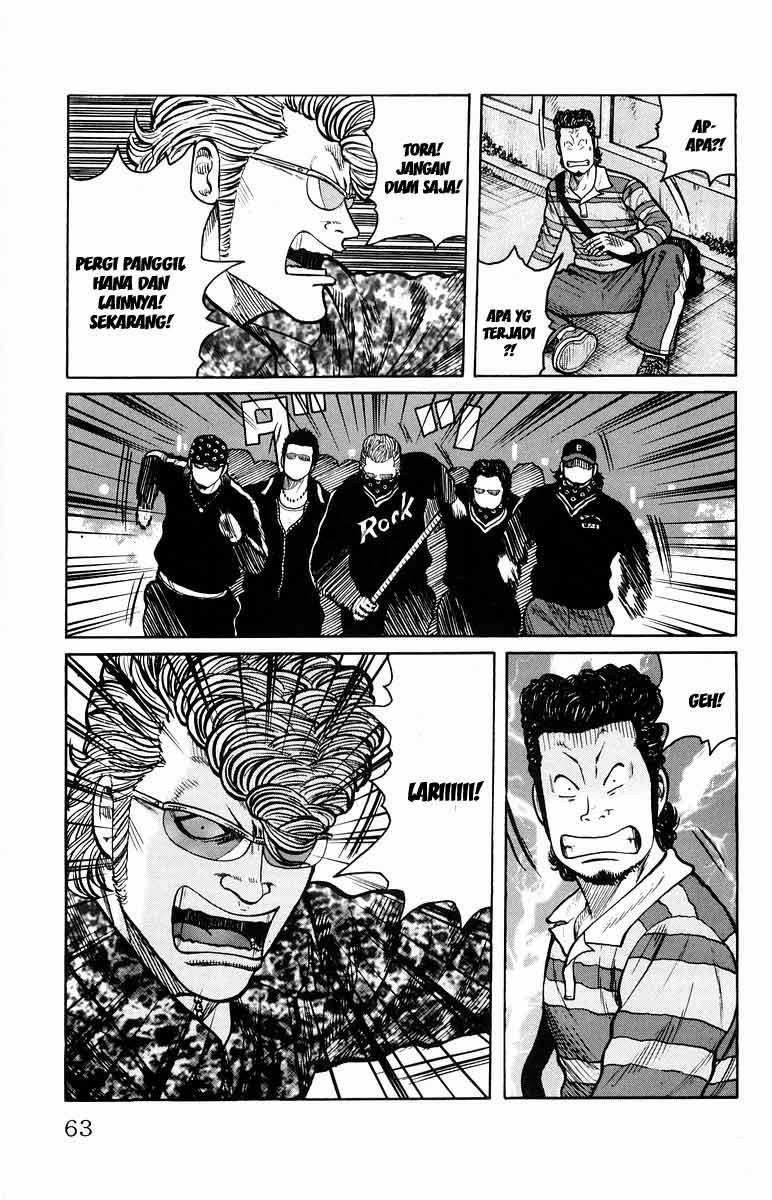 AP-
APA?!
APA YG
TERJADI
?!
TORA!
JANGAN
DIAM SAJA!
PERGI PANGGIL
HANA DAN
LAINNYA!
SEKARANG!
Rock
GEH!
LARIIIIII!
63